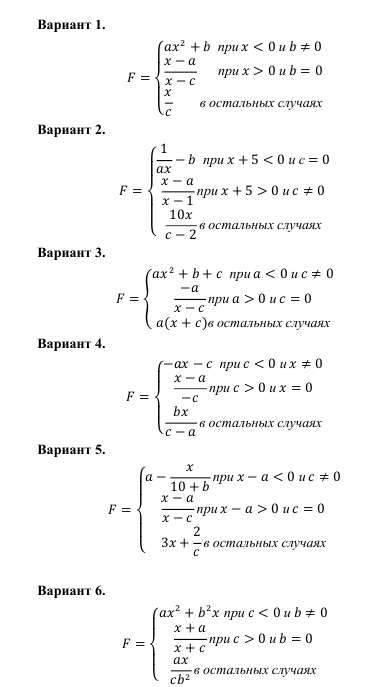 Вариант 1.
F = { ax² + b при x < 0 и b ≠ 0
(x − a)/(x − c) при x > 0 и b = 0
x/c в остальных случаях
Вариант 2.
F = { 1/(ax) − b при x + 5 < 0 и c = 0
(x − a)/(x − 1) при x + 5 > 0 и c ≠ 0
10x/(c − 2) в остальных случаях
Вариант 3.
F = { ax² + b + c при a < 0 и c ≠ 0
−a/(x − c) при a > 0 и c = 0
a(x + c) в остальных случаях
Вариант 4.
F = { −ax − c при c < 0 и x ≠ 0
(x − a)/(−c) при c > 0 и x = 0
bx/(c − a) в остальных случаях
Вариант 5.
F = { a − x/(10 + b) при x − a < 0 и c ≠ 0
(x − a)/(x − c) при x − a > 0 и c = 0
3x + 2/c в остальных случаях
Вариант 6.
F = { ax² + b²x при c < 0 и b ≠ 0
(x + a)/(x + c) при c > 0 и b = 0
ax/(cb²) в остальных случаях